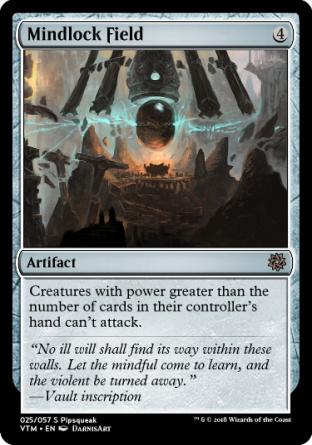 Mindlock Field 4
Artifact
Creatures with power greater than the
number of cards in their controller's
hand can't attack.
"No ill will shall find its way within these
walls. Let the mindful come to learn, and
the violent be turned away."
—Vault inscription
025/057 S Pipsqueak
VTM • EN DarnisArt
™ & © 2018 Wizards of the Coast